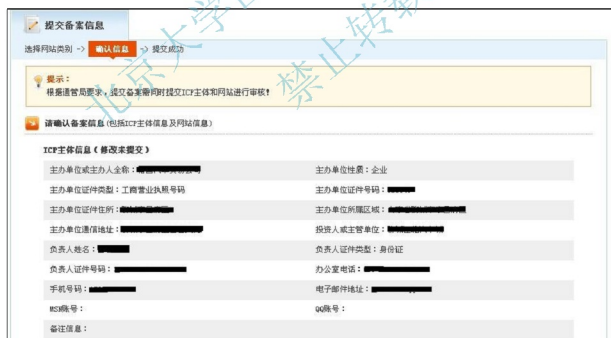 提交备案信息
选择网站类别 -> 确认信息 -> 提交成功
提示：
根据通管局要求，提交备案需同时提交ICP主体和网站进行审核！
请确认备案信息（包括ICP主体信息及网站信息）
ICP主体信息（修改未提交）
主办单位或主办人全称： 主办单位性质：企业
主办单位证件类型：工商营业执照号码 主办单位证件号码：
主办单位证件住所： 主办单位所属区域：
主办单位通信地址： 投资人或主管单位：
负责人姓名： 负责人证件类型：身份证
负责人证件号码： 办公室电话：
手机号码： 电子邮件地址：
MSN账号： QQ账号：
备注信息：
北京大学
禁止转载